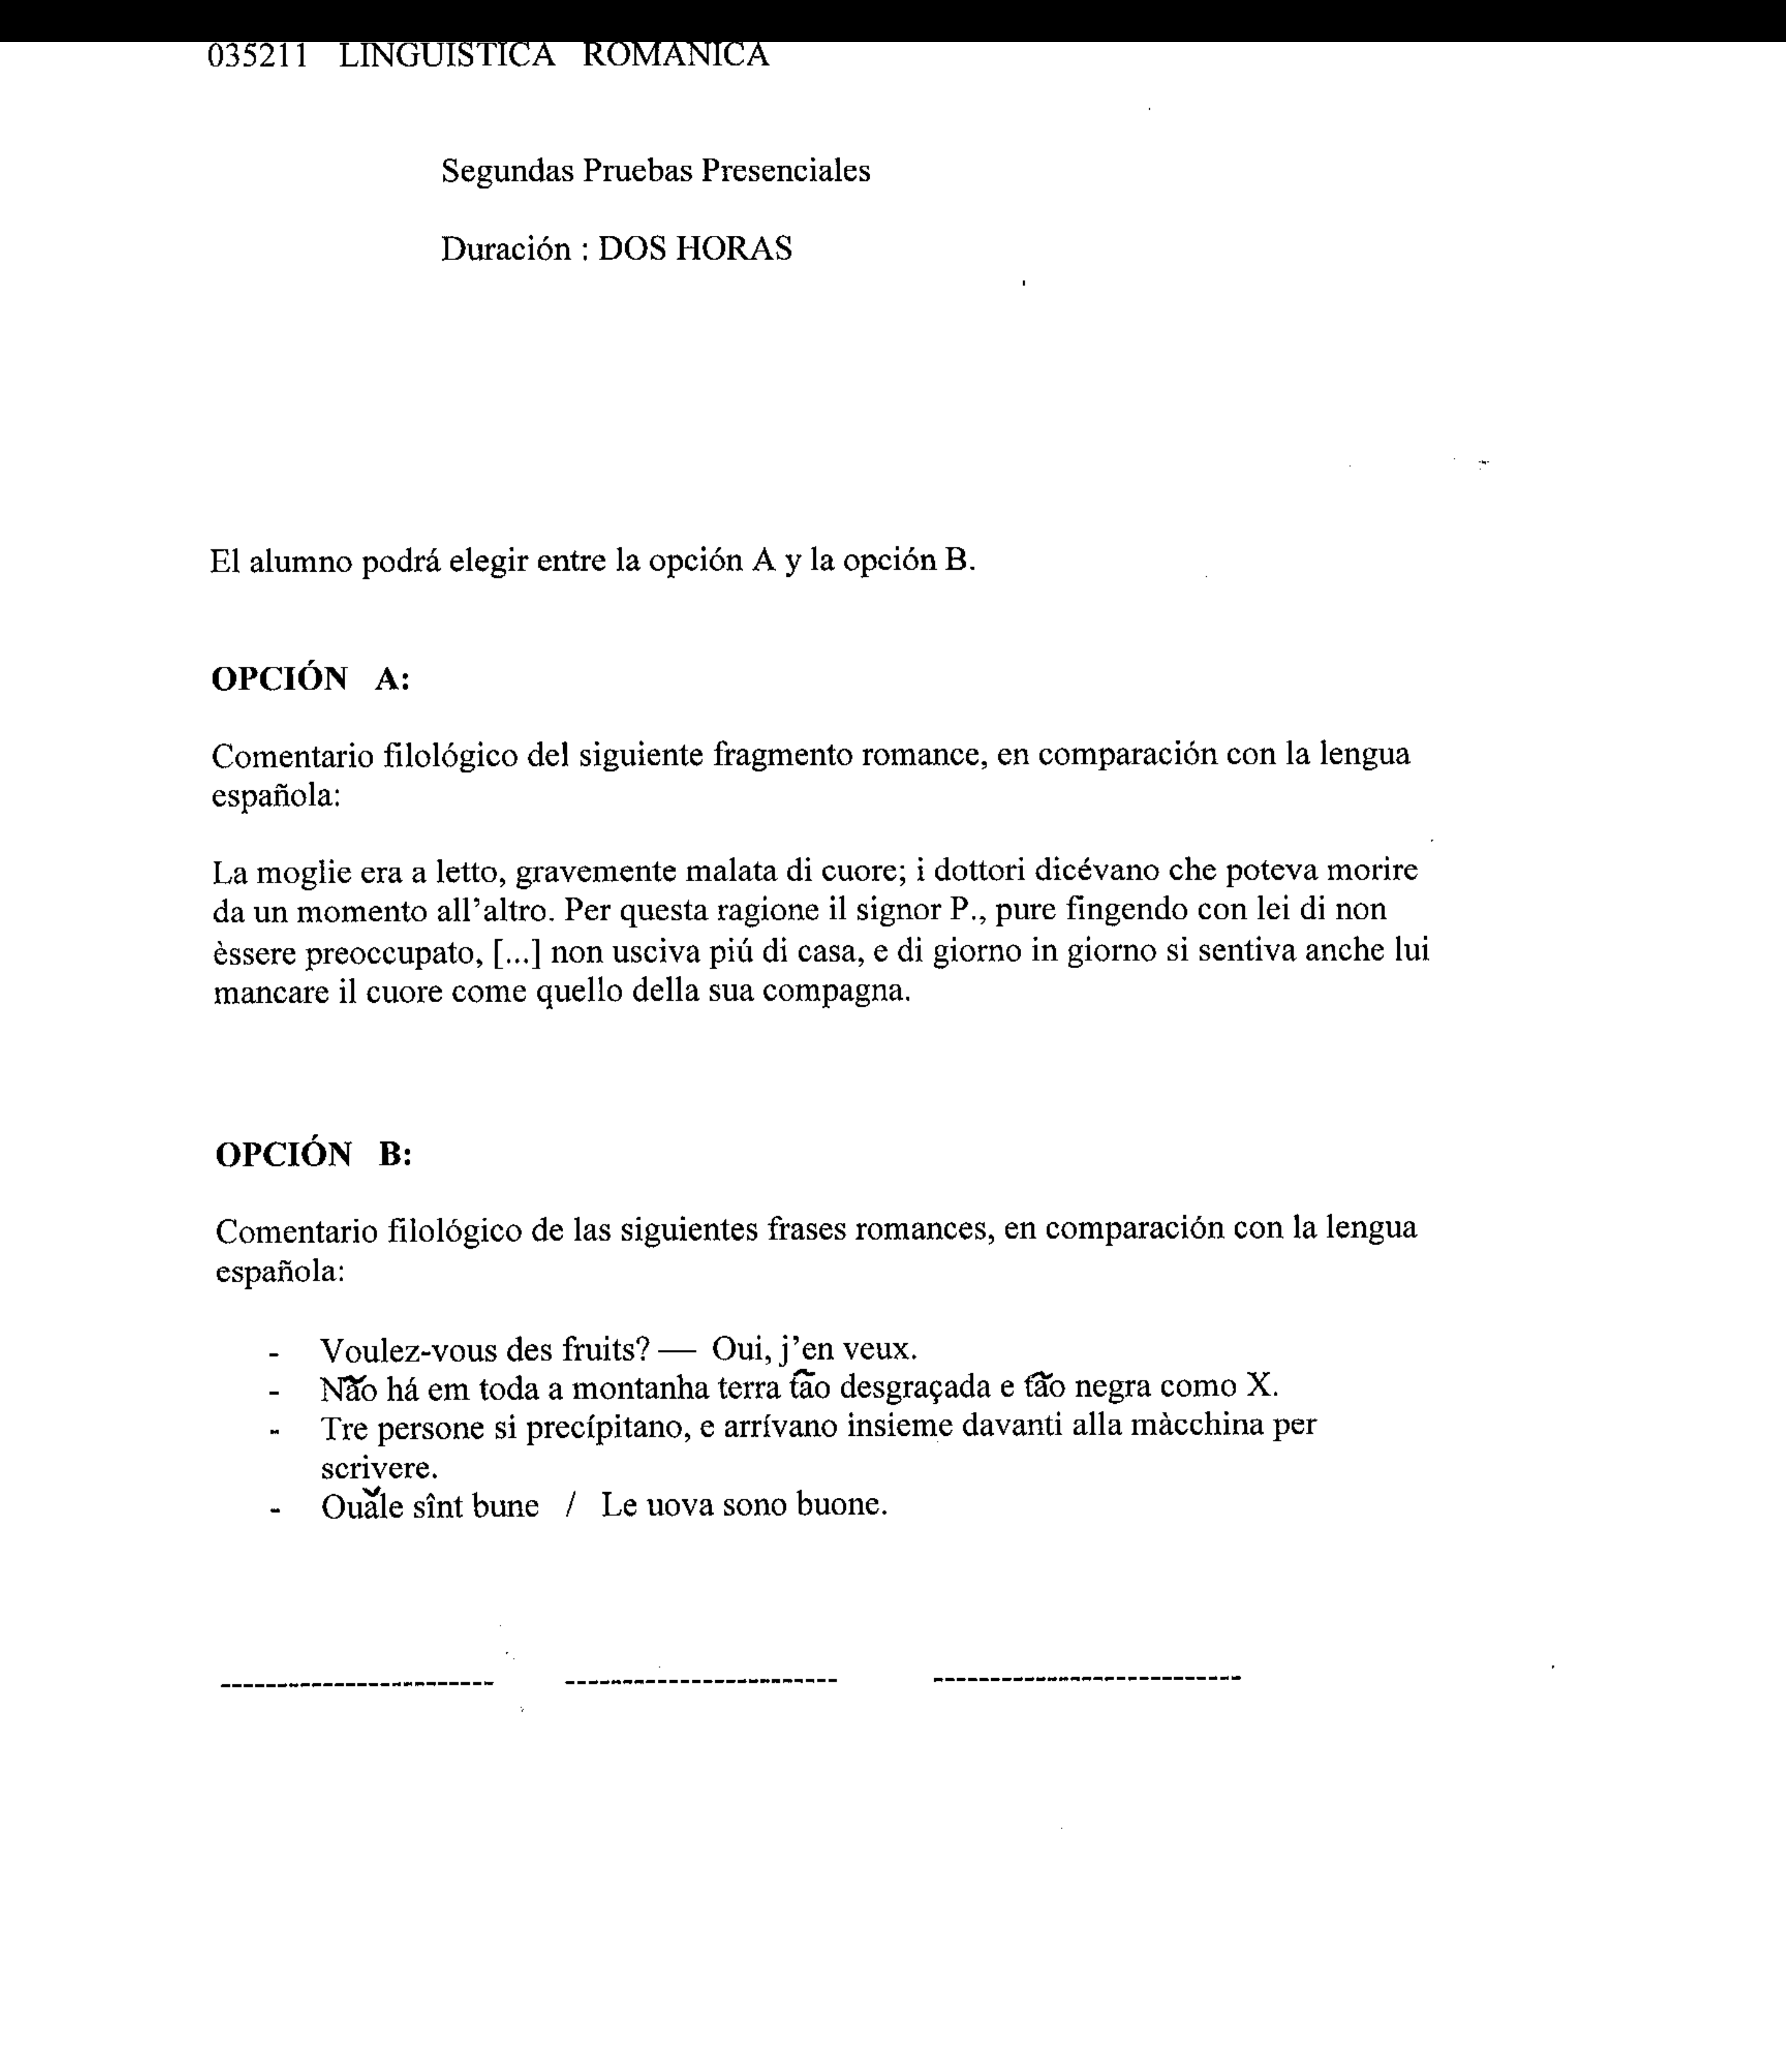 035211 LINGUISTICA ROMANICA
Segundas Pruebas Presenciales
Duración : DOS HORAS
El alumno podrá elegir entre la opción A y la opción B.
OPCIÓN A:
Comentario filológico del siguiente fragmento romance, en comparación con la lengua
española:
La moglie era a letto, gravemente malata di cuore; i dottori dicévano che poteva morire
da un momento all'altro. Per questa ragione il signor P., pure fingendo con lei di non
èssere preoccupato, [...] non usciva piú di casa, e di giorno in giorno si sentiva anche lui
mancare il cuore come quello della sua compagna.
OPCIÓN B:
Comentario filológico de las siguientes frases romances, en comparación con la lengua
española:
- Voulez-vous des fruits? — Oui, j'en veux.
- Não há em toda a montanha terra tão desgraçada e tão negra como X.
- Tre persone si precípitano, e arrívano insieme davanti alla màcchina per
scrivere.
- Ouăle sînt bune / Le uova sono buone.